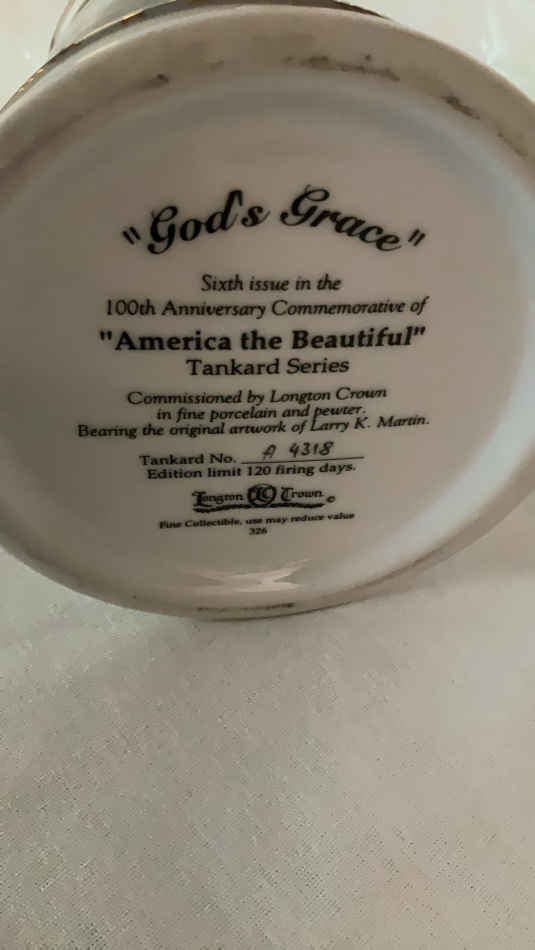 "God's Grace"
Sixth issue in the
100th Anniversary Commemorative of
"America the Beautiful"
Tankard Series
Commissioned by Longton Crown
in fine porcelain and pewter.
Bearing the original artwork of Larry K. Martin.
Tankard No. A 4318
Edition limit 120 firing days.
Longton LC Crown ©
Fine Collectible, use may reduce value
326